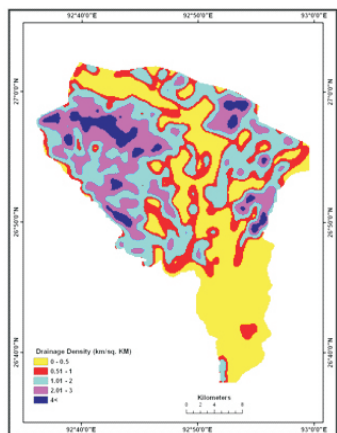 92°40'0"E 92°50'0"E 93°0'0"E
27°0'0"N 27°0'0"N
26°50'0"N 26°50'0"N
26°40'0"N 26°40'0"N
Drainage Density (km/sq. KM)
0 - 0.5
0.51 - 1
1.01 - 2
2.01 - 3
4<
Kilometers
0 2 4 8
92°40'0"E 92°50'0"E 93°0'0"E